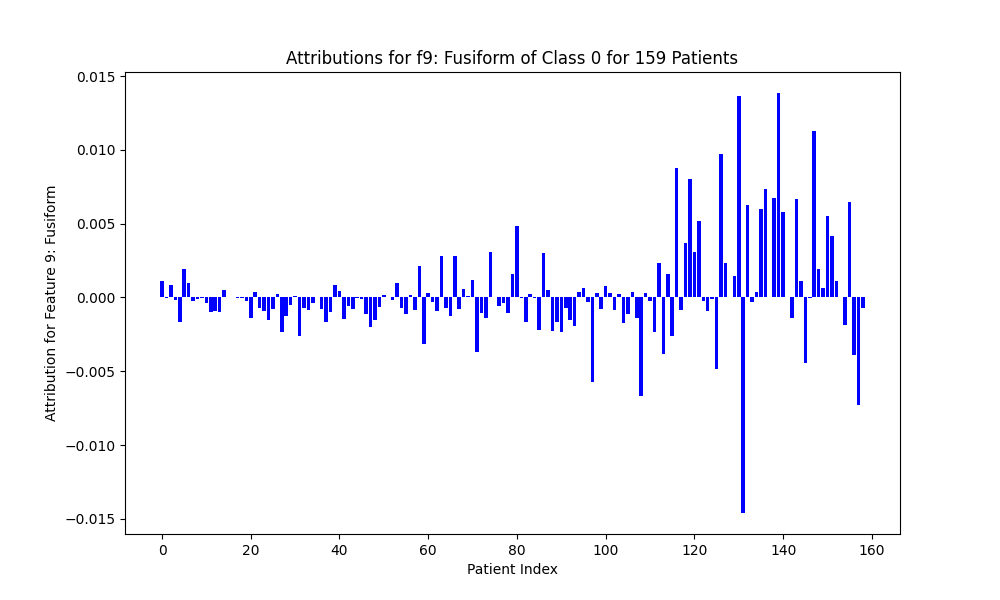 Attributions for f9: Fusiform of Class 0 for 159 Patients
Attribution for Feature 9: Fusiform
0.015
0.010
0.005
0.000
−0.005
−0.010
−0.015
0 20 40 60 80 100 120 140 160
Patient Index